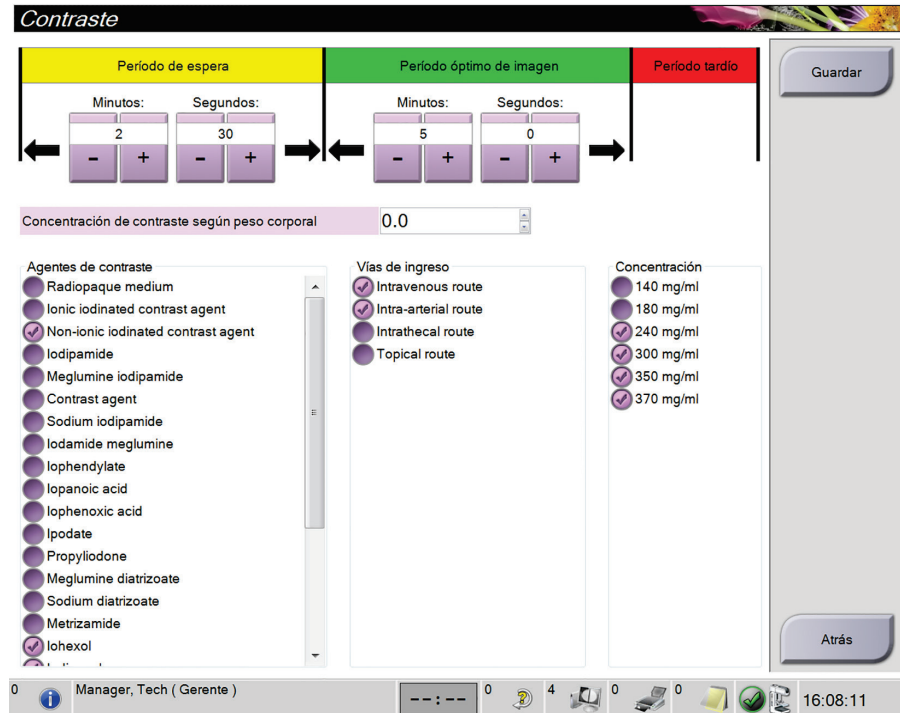 Contraste
Período de espera
Período óptimo de imagen
Período tardío
Guardar
Minutos: Segundos:
2 30
- + - +
Minutos: Segundos:
5 0
- + - +
Concentración de contraste según peso corporal 0.0
Agentes de contraste
Radiopaque medium
Ionic iodinated contrast agent
Non-ionic iodinated contrast agent
Iodipamide
Meglumine iodipamide
Contrast agent
Sodium iodipamide
Iodamide meglumine
Iophendylate
Iopanoic acid
Iophenoxic acid
Ipodate
Propyliodone
Meglumine diatrizoate
Sodium diatrizoate
Metrizamide
Iohexol
Vías de ingreso
Intravenous route
Intra-arterial route
Intrathecal route
Topical route
Concentración
140 mg/ml
180 mg/ml
240 mg/ml
300 mg/ml
350 mg/ml
370 mg/ml
Atrás
0 Manager, Tech ( Gerente ) --:-- 0 4 0 0 16:08:11